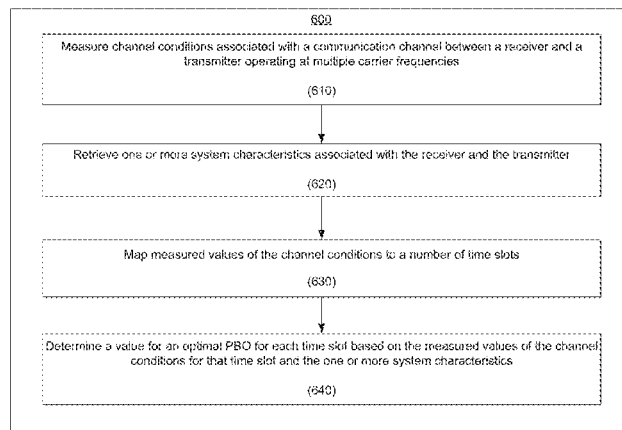 600
Measure channel conditions associated with a communication channel between a receiver and a
transmitter operating at multiple carrier frequencies
(610)
Retrieve one or more system characteristics associated with the receiver and the transmitter
(620)
Map measured values of the channel conditions to a number of time slots
(630)
Determine a value for an optimal PBO for each time slot based on the measured values of the channel
conditions for that time slot and the one or more system characteristics
(640)